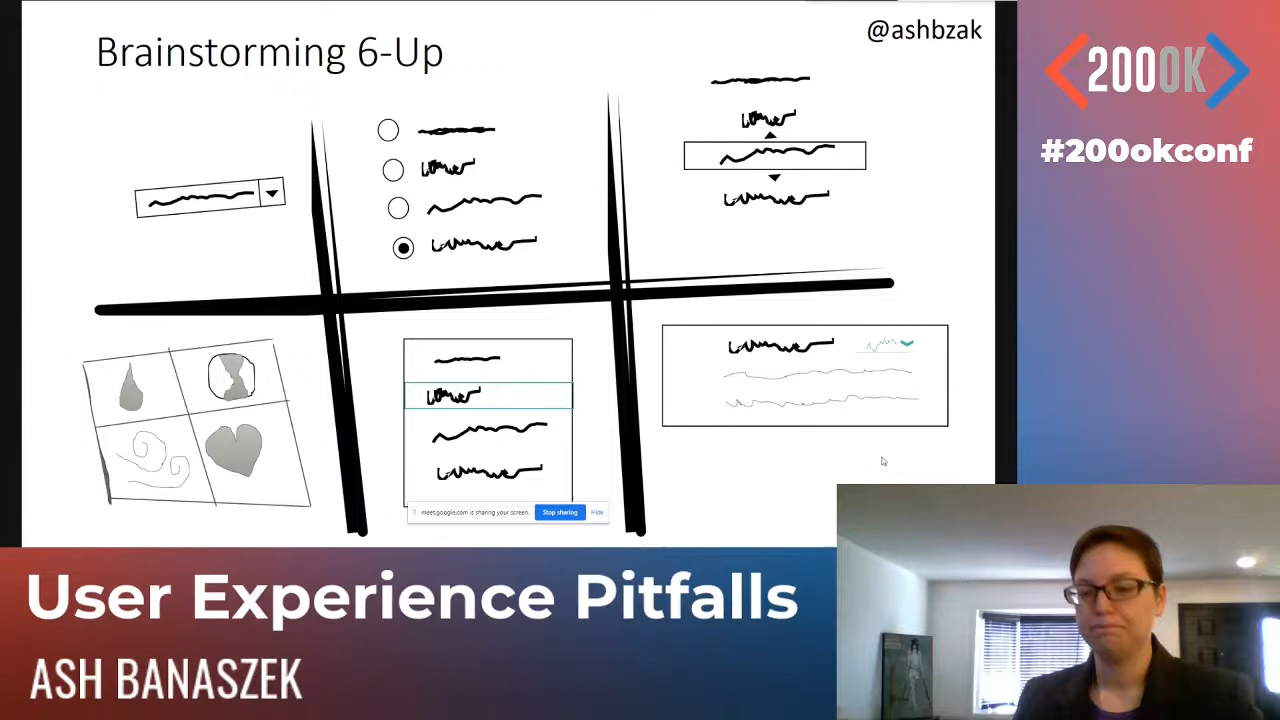 Brainstorming 6-Up
@ashbzak
200OK
#200okconf
meet.google.com is sharing your screen.
Stop sharing
Hide
User Experience Pitfalls
ASH BANASZEK